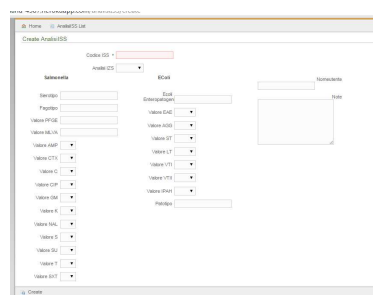 Home AnalisiISS List
Create AnalisiISS
Codice ISS *
Analisi IZS
Salmonella
Sierotipo
Fagotipo
Valore PFGE
Valore MLVA
Valore AMP
Valore CTX
Valore C
Valore CIP
Valore GM
Valore K
Valore NAL
Valore S
Valore SU
Valore T
Valore SXT
EColi
Ecoli
Enteropatogeni
Valore EAE
Valore AGG
Valore ST
Valore LT
Valore VTI
Valore VTII
Valore IPAH
Patotipo
Nomeutente
Note
Create